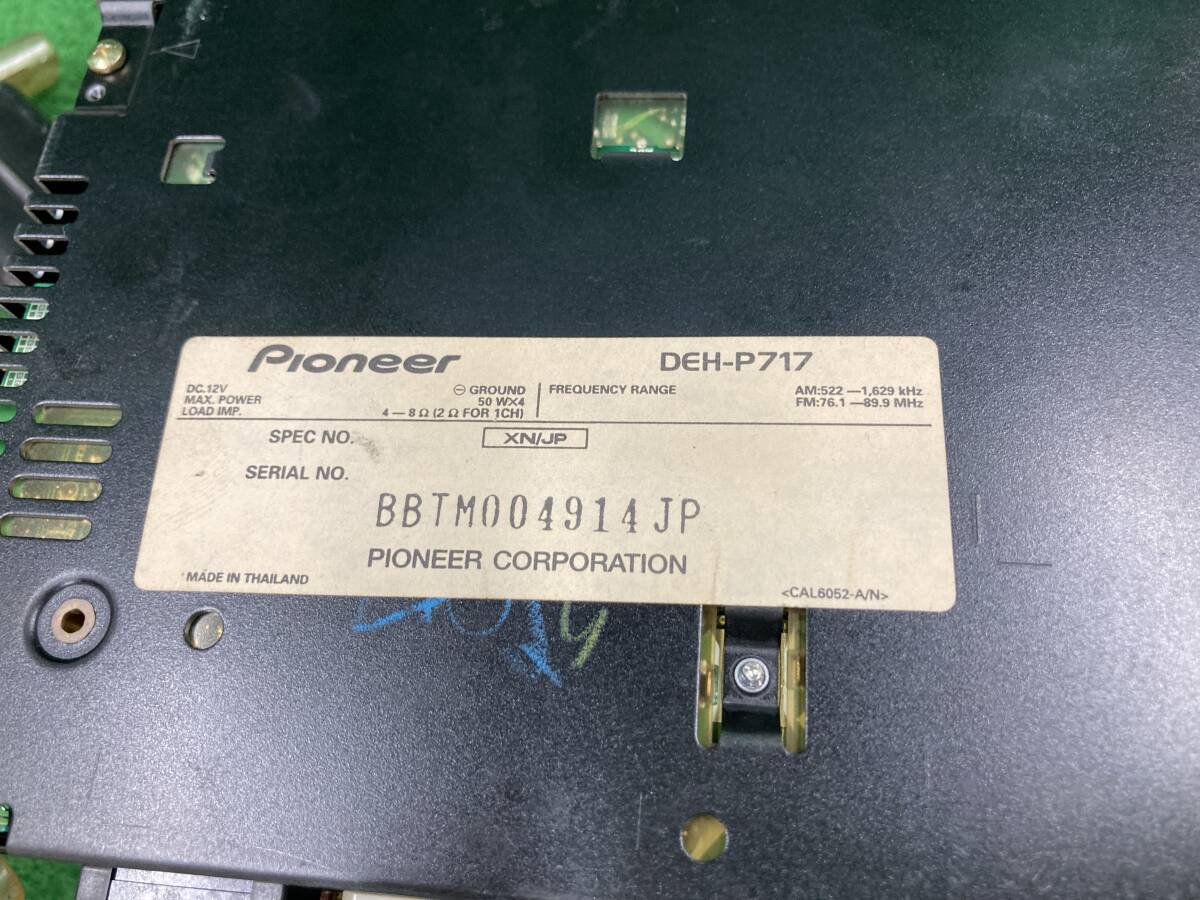 Pioneer DEH-P717
DC.12V ⊖ GROUND FREQUENCY RANGE AM:522 —1,629 kHz
MAX. POWER 50 W×4 FM:76.1 —89.9 MHz
LOAD IMP. 4 — 8 Ω (2 Ω FOR 1CH)
SPEC NO. XN/JP
SERIAL NO.
BBTM004914JP
PIONEER CORPORATION
MADE IN THAILAND <CAL6052-A/N>